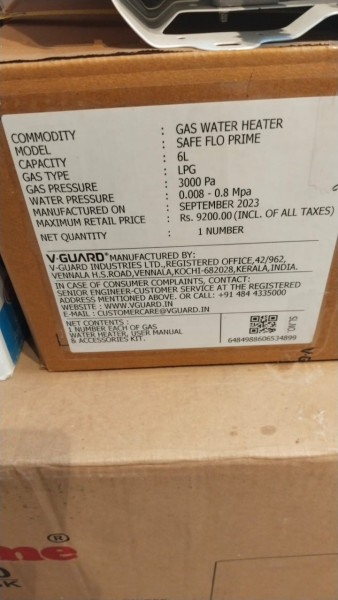 COMMODITY : GAS WATER HEATER
MODEL : SAFE FLO PRIME
CAPACITY : 6L
GAS TYPE : LPG
GAS PRESSURE : 3000 Pa
WATER PRESSURE : 0.008 - 0.8 Mpa
MANUFACTURED ON : SEPTEMBER 2023
MAXIMUM RETAIL PRICE : Rs. 9200.00 (INCL. OF ALL TAXES)
NET QUANTITY : 1 NUMBER
V-GUARD® MANUFACTURED BY:
V-GUARD INDUSTRIES LTD.,REGISTERED OFFICE,42/962,
VENNALA H.S.ROAD,VENNALA,KOCHI-682028,KERALA,INDIA.
IN CASE OF CONSUMER COMPLAINTS, CONTACT:
SENIOR ENGINEER-CUSTOMER SERVICE AT THE REGISTERED
ADDRESS MENTIONED ABOVE. OR CALL: +91 484 4335000
WEBSITE : WWW.VGUARD.IN
E-MAIL : CUSTOMERCARE@VGUARD.IN
NET CONTENTS :
1 NUMBER EACH OF GAS
WATER HEATER, USER MANUAL
& ACCESSORIES KIT.
SL.NO.
6484988606534899